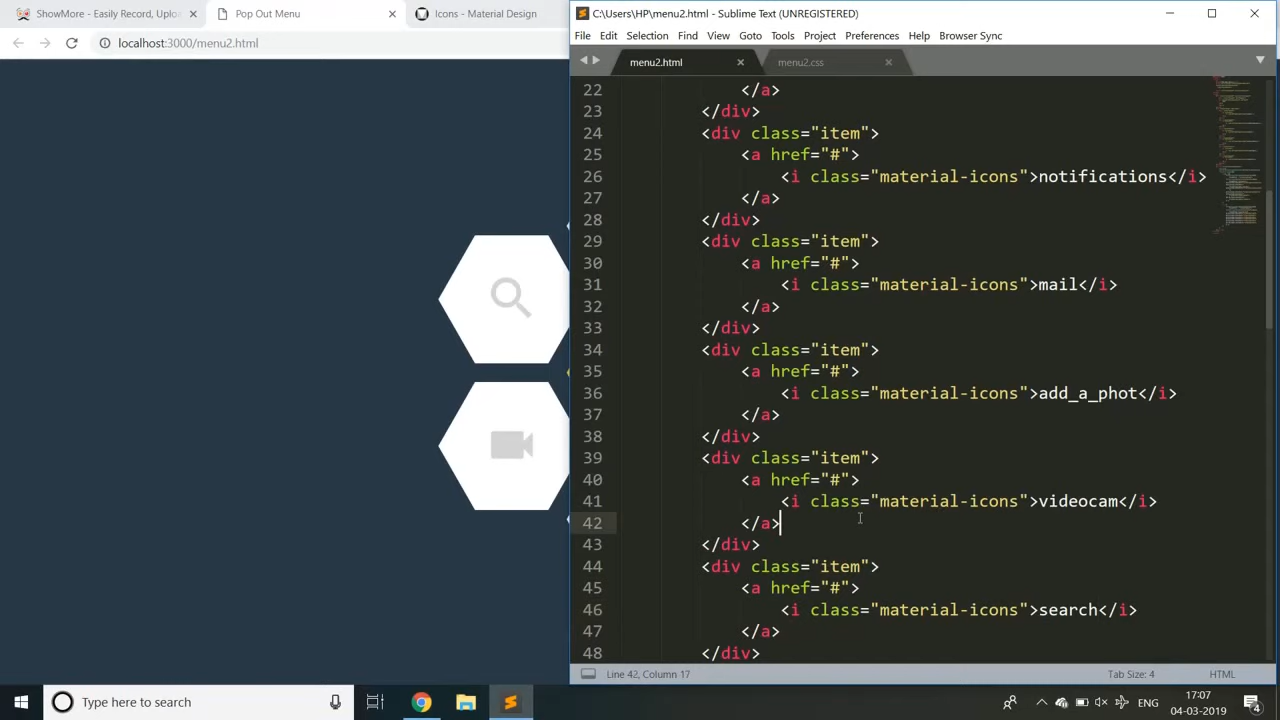 ShowMore - Easily Record, Uploa
Pop Out Menu
Icons - Material Design
localhost:3000/menu2.html
C:\Users\HP\menu2.html - Sublime Text (UNREGISTERED)
File Edit Selection Find View Goto Tools Project Preferences Help Browser Sync
menu2.html
menu2.css
22 </a>
23 </div>
24 <div class="item">
25 <a href="#">
26 <i class="material-icons">notifications</i>
27 </a>
28 </div>
29 <div class="item">
30 <a href="#">
31 <i class="material-icons">mail</i>
32 </a>
33 </div>
34 <div class="item">
35 <a href="#">
36 <i class="material-icons">add_a_phot</i>
37 </a>
38 </div>
39 <div class="item">
40 <a href="#">
41 <i class="material-icons">videocam</i>
42 </a>
43 </div>
44 <div class="item">
45 <a href="#">
46 <i class="material-icons">search</i>
47 </a>
48 </div>
Line 42, Column 17
Tab Size: 4
HTML
Type here to search
ENG
17:07
04-03-2019
4